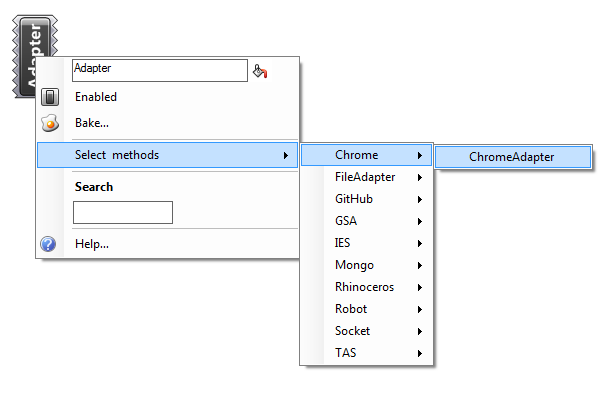 Adapter
Adapter
Enabled
Bake...
Select methods
Search
Help...
Chrome
FileAdapter
GitHub
GSA
IES
Mongo
Rhinoceros
Robot
Socket
TAS
ChromeAdapter